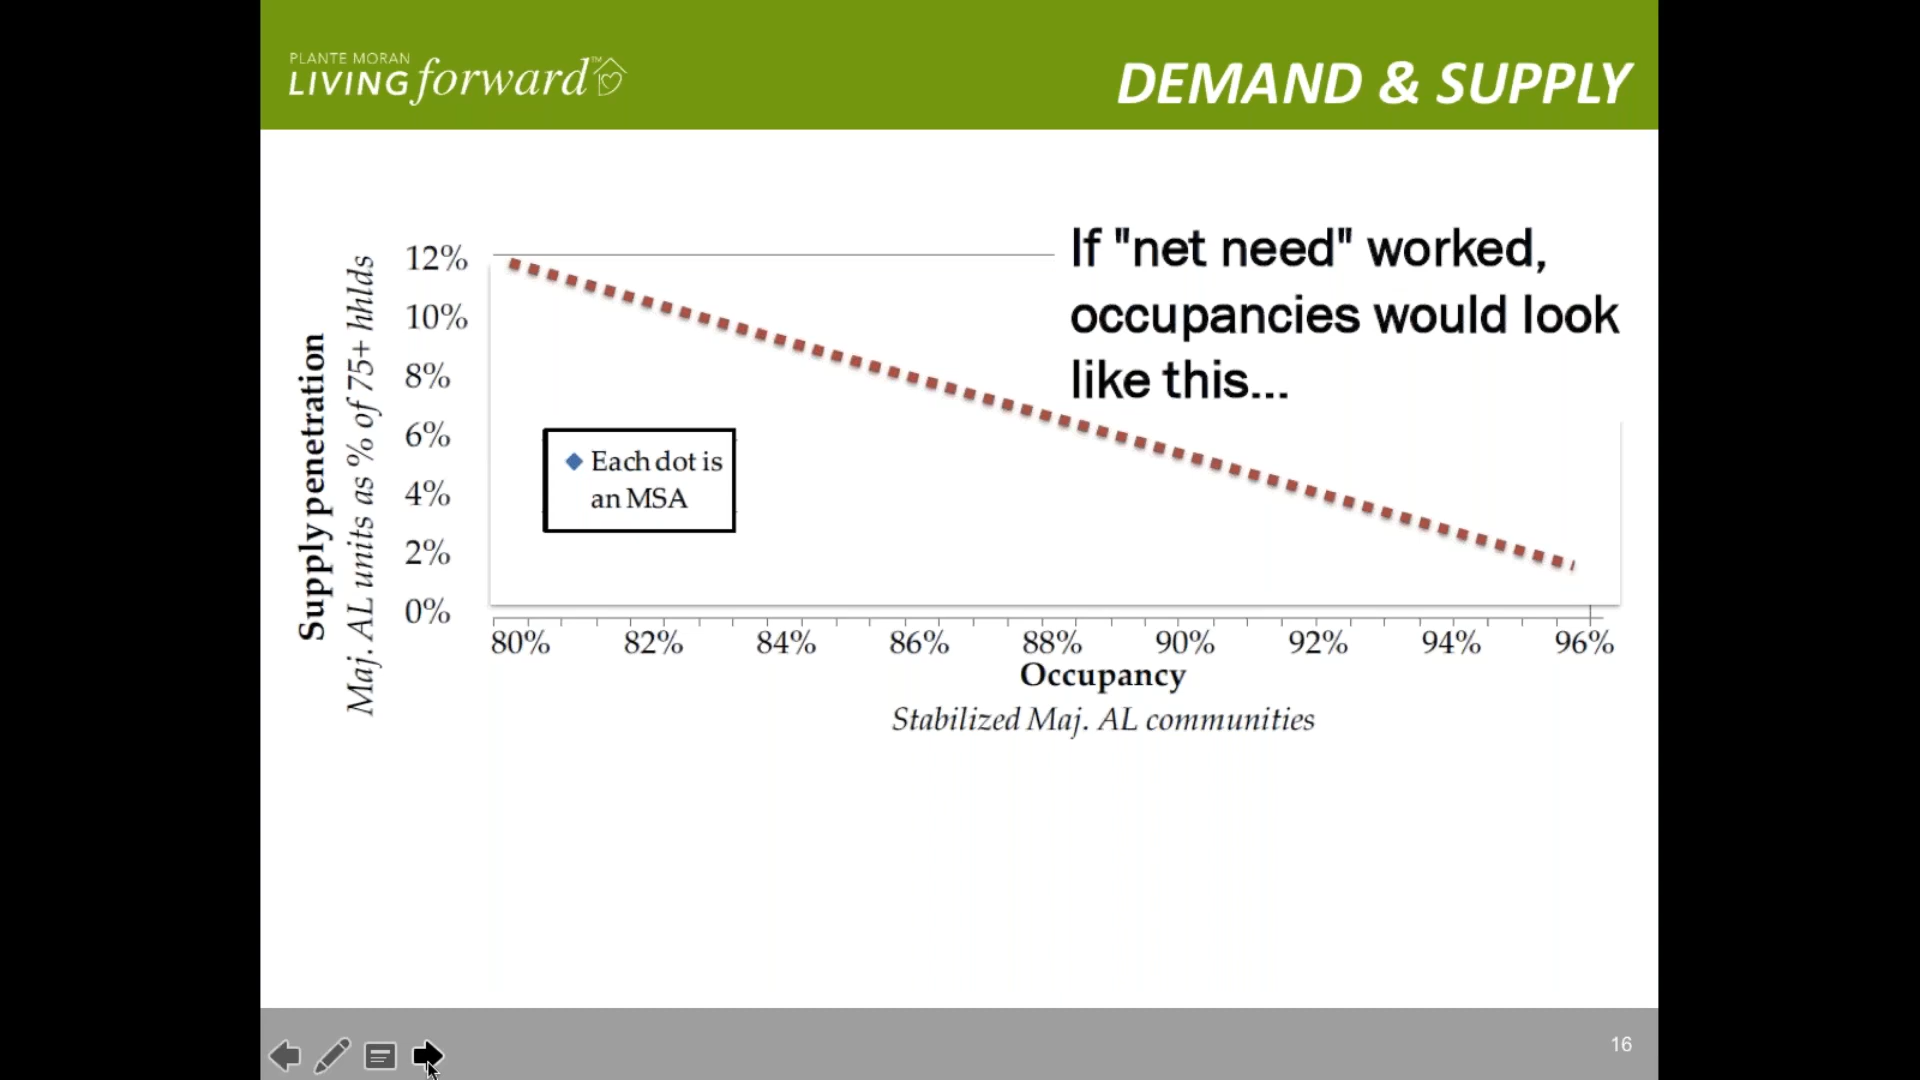 PLANTE MORAN
LIVING forward™
DEMAND & SUPPLY
If "net need" worked,
occupancies would look
like this...
Supply penetration
Maj. AL units as % of 75+ hhlds
12%
10%
8%
6%
4%
2%
0%
Each dot is
an MSA
80% 82% 84% 86% 88% 90% 92% 94% 96%
Occupancy
Stabilized Maj. AL communities
16